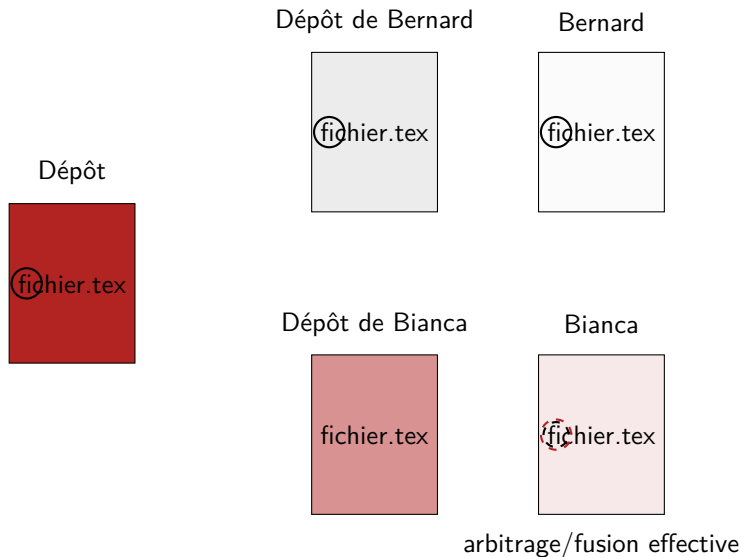 Dépôt de Bernard
Bernard
fichier.tex
fichier.tex
Dépôt
fichier.tex
Dépôt de Bianca
Bianca
fichier.tex
fichier.tex
arbitrage/fusion effective